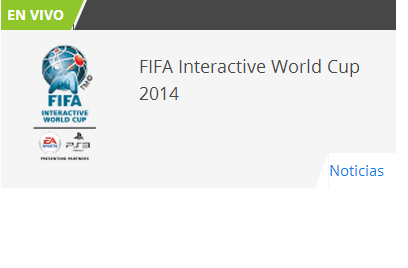 EN VIVO
FIFA Interactive World Cup
2014
FIFA
INTERACTIVE
WORLD CUP
EA
SPORTS
PS3
PRESENTING PARTNERS
Noticias